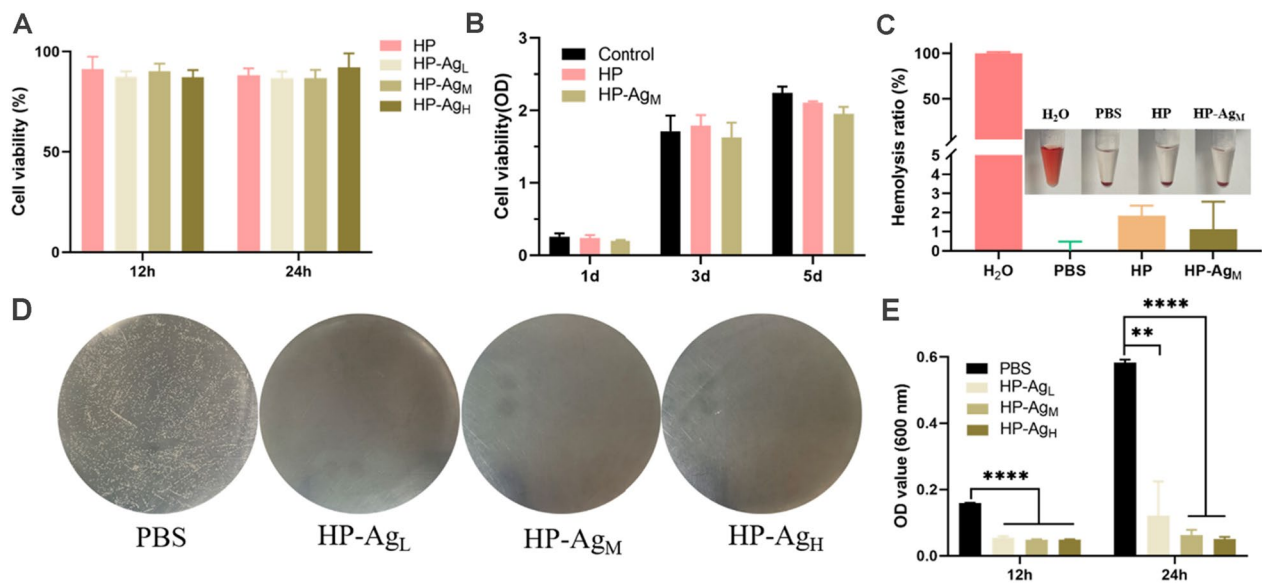 A
Cell viability (%)
100
50
0
12h
24h
HP
HP-AgL
HP-AgM
HP-AgH
B
Cell viability(OD)
3
2
1
0
1d
3d
5d
Control
HP
HP-AgM
C
Hemolysis ratio (%)
100
50
5
4
3
2
1
0
H2O PBS HP HP-AgM
H2O
PBS
HP
HP-AgM
D
PBS
HP-AgL
HP-AgM
HP-AgH
E
OD value (600 nm)
0.6
0.4
0.2
0.0
PBS
HP-AgL
HP-AgM
HP-AgH
****
**
****
12h
24h